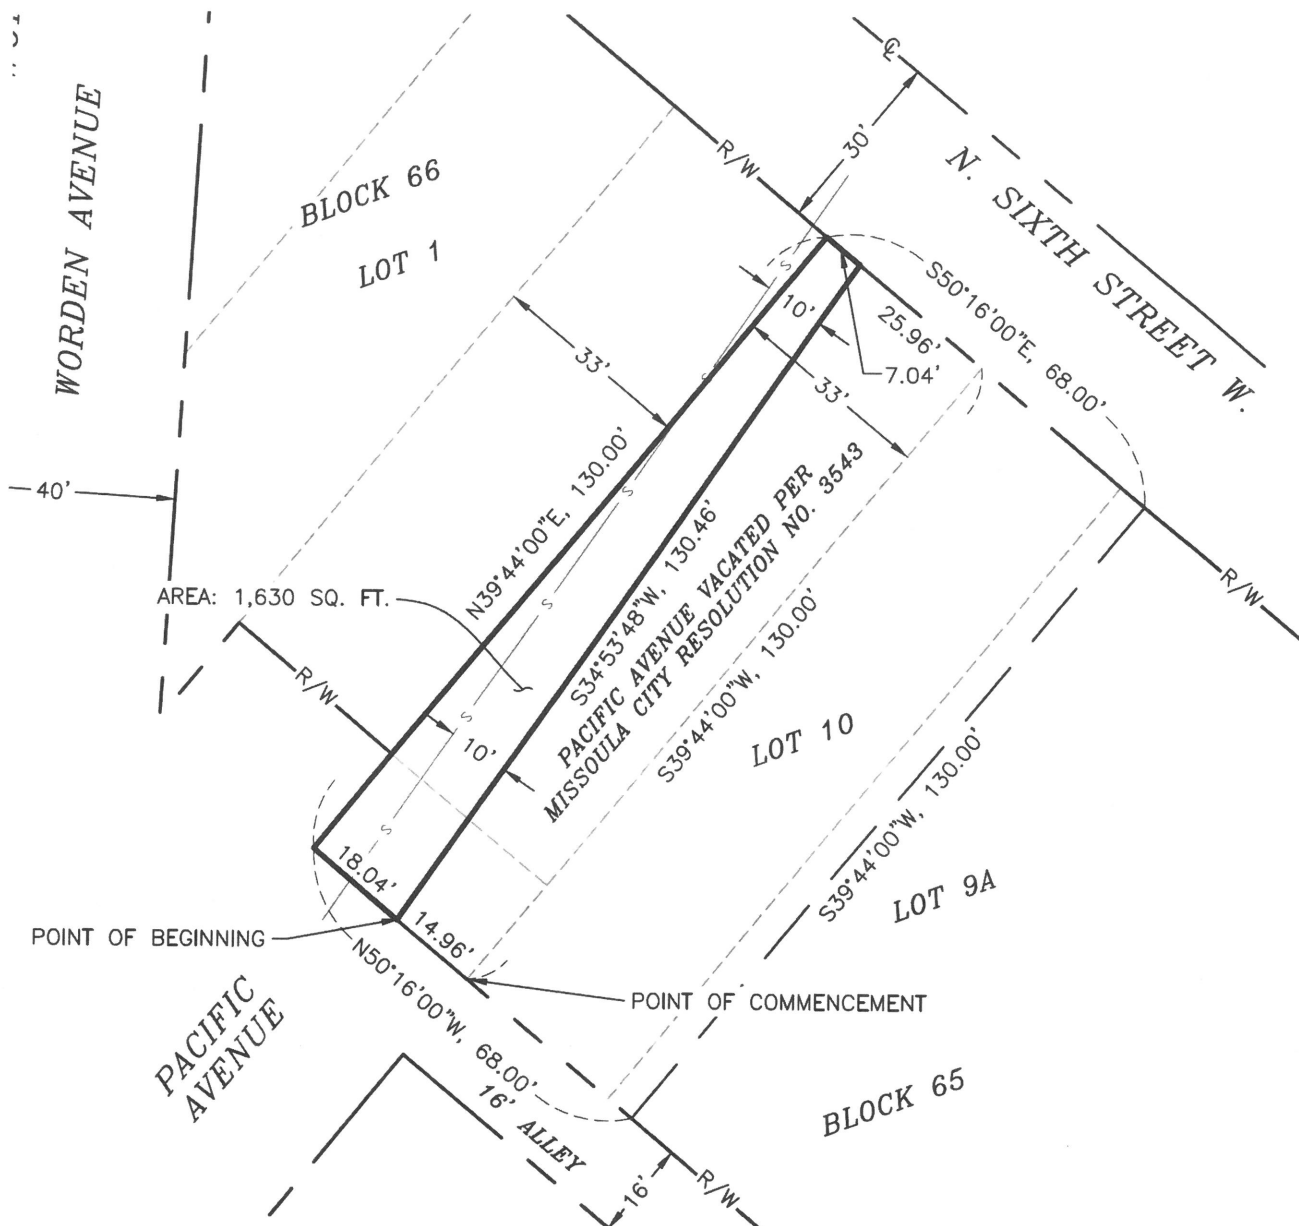 WORDEN AVENUE
BLOCK 66
LOT 1
R/W
℄
30'
N. SIXTH STREET W.
S
10'
25.96'
S50°16'00"E, 68.00'
7.04'
33'
33'
40'
N39°44'00"E, 130.00'
S
S
S34°53'48"W, 130.46'
PACIFIC AVENUE VACATED PER
MISSOULA CITY RESOLUTION NO. 3543
AREA: 1,630 SQ. FT.
S
S39°44'00"W, 130.00'
R/W
R/W
S
10'
LOT 10
S39°44'00"W, 130.00'
S
18.04'
LOT 9A
POINT OF BEGINNING
14.96'
N50°16'00"W, 68.00'
POINT OF COMMENCEMENT
PACIFIC
AVENUE
16' ALLEY
BLOCK 65
16'
R/W